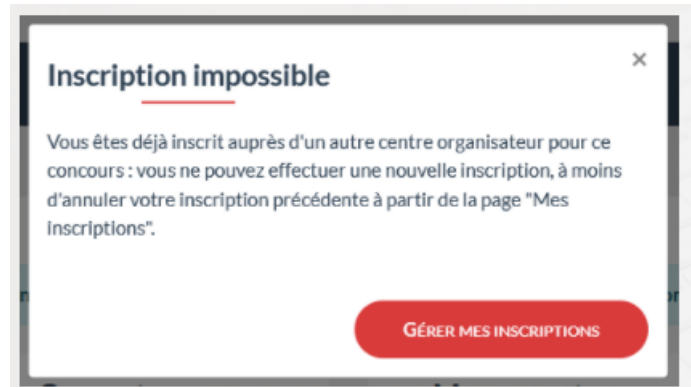 Inscription impossible
×
Vous êtes déjà inscrit auprès d'un autre centre organisateur pour ce
concours : vous ne pouvez effectuer une nouvelle inscription, à moins
d'annuler votre inscription précédente à partir de la page "Mes
inscriptions".
GÉRER MES INSCRIPTIONS